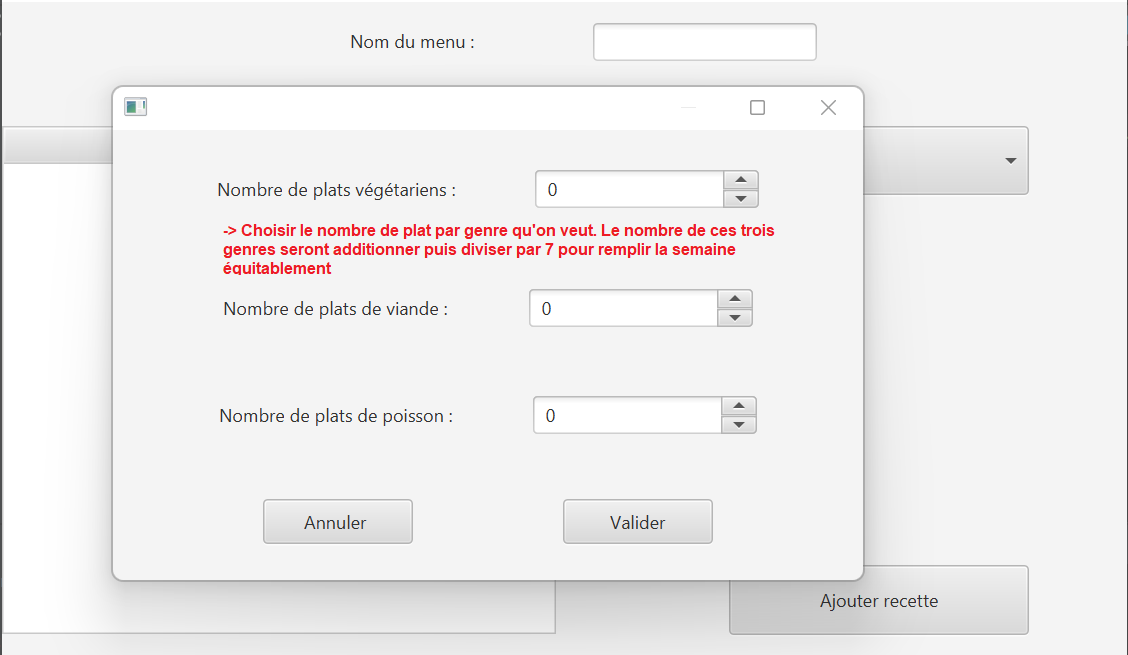 Nom du menu :
Nombre de plats végétariens :
0
-> Choisir le nombre de plat par genre qu'on veut. Le nombre de ces trois
genres seront additionner puis diviser par 7 pour remplir la semaine
équitablement
Nombre de plats de viande :
0
Nombre de plats de poisson :
0
Annuler
Valider
Ajouter recette